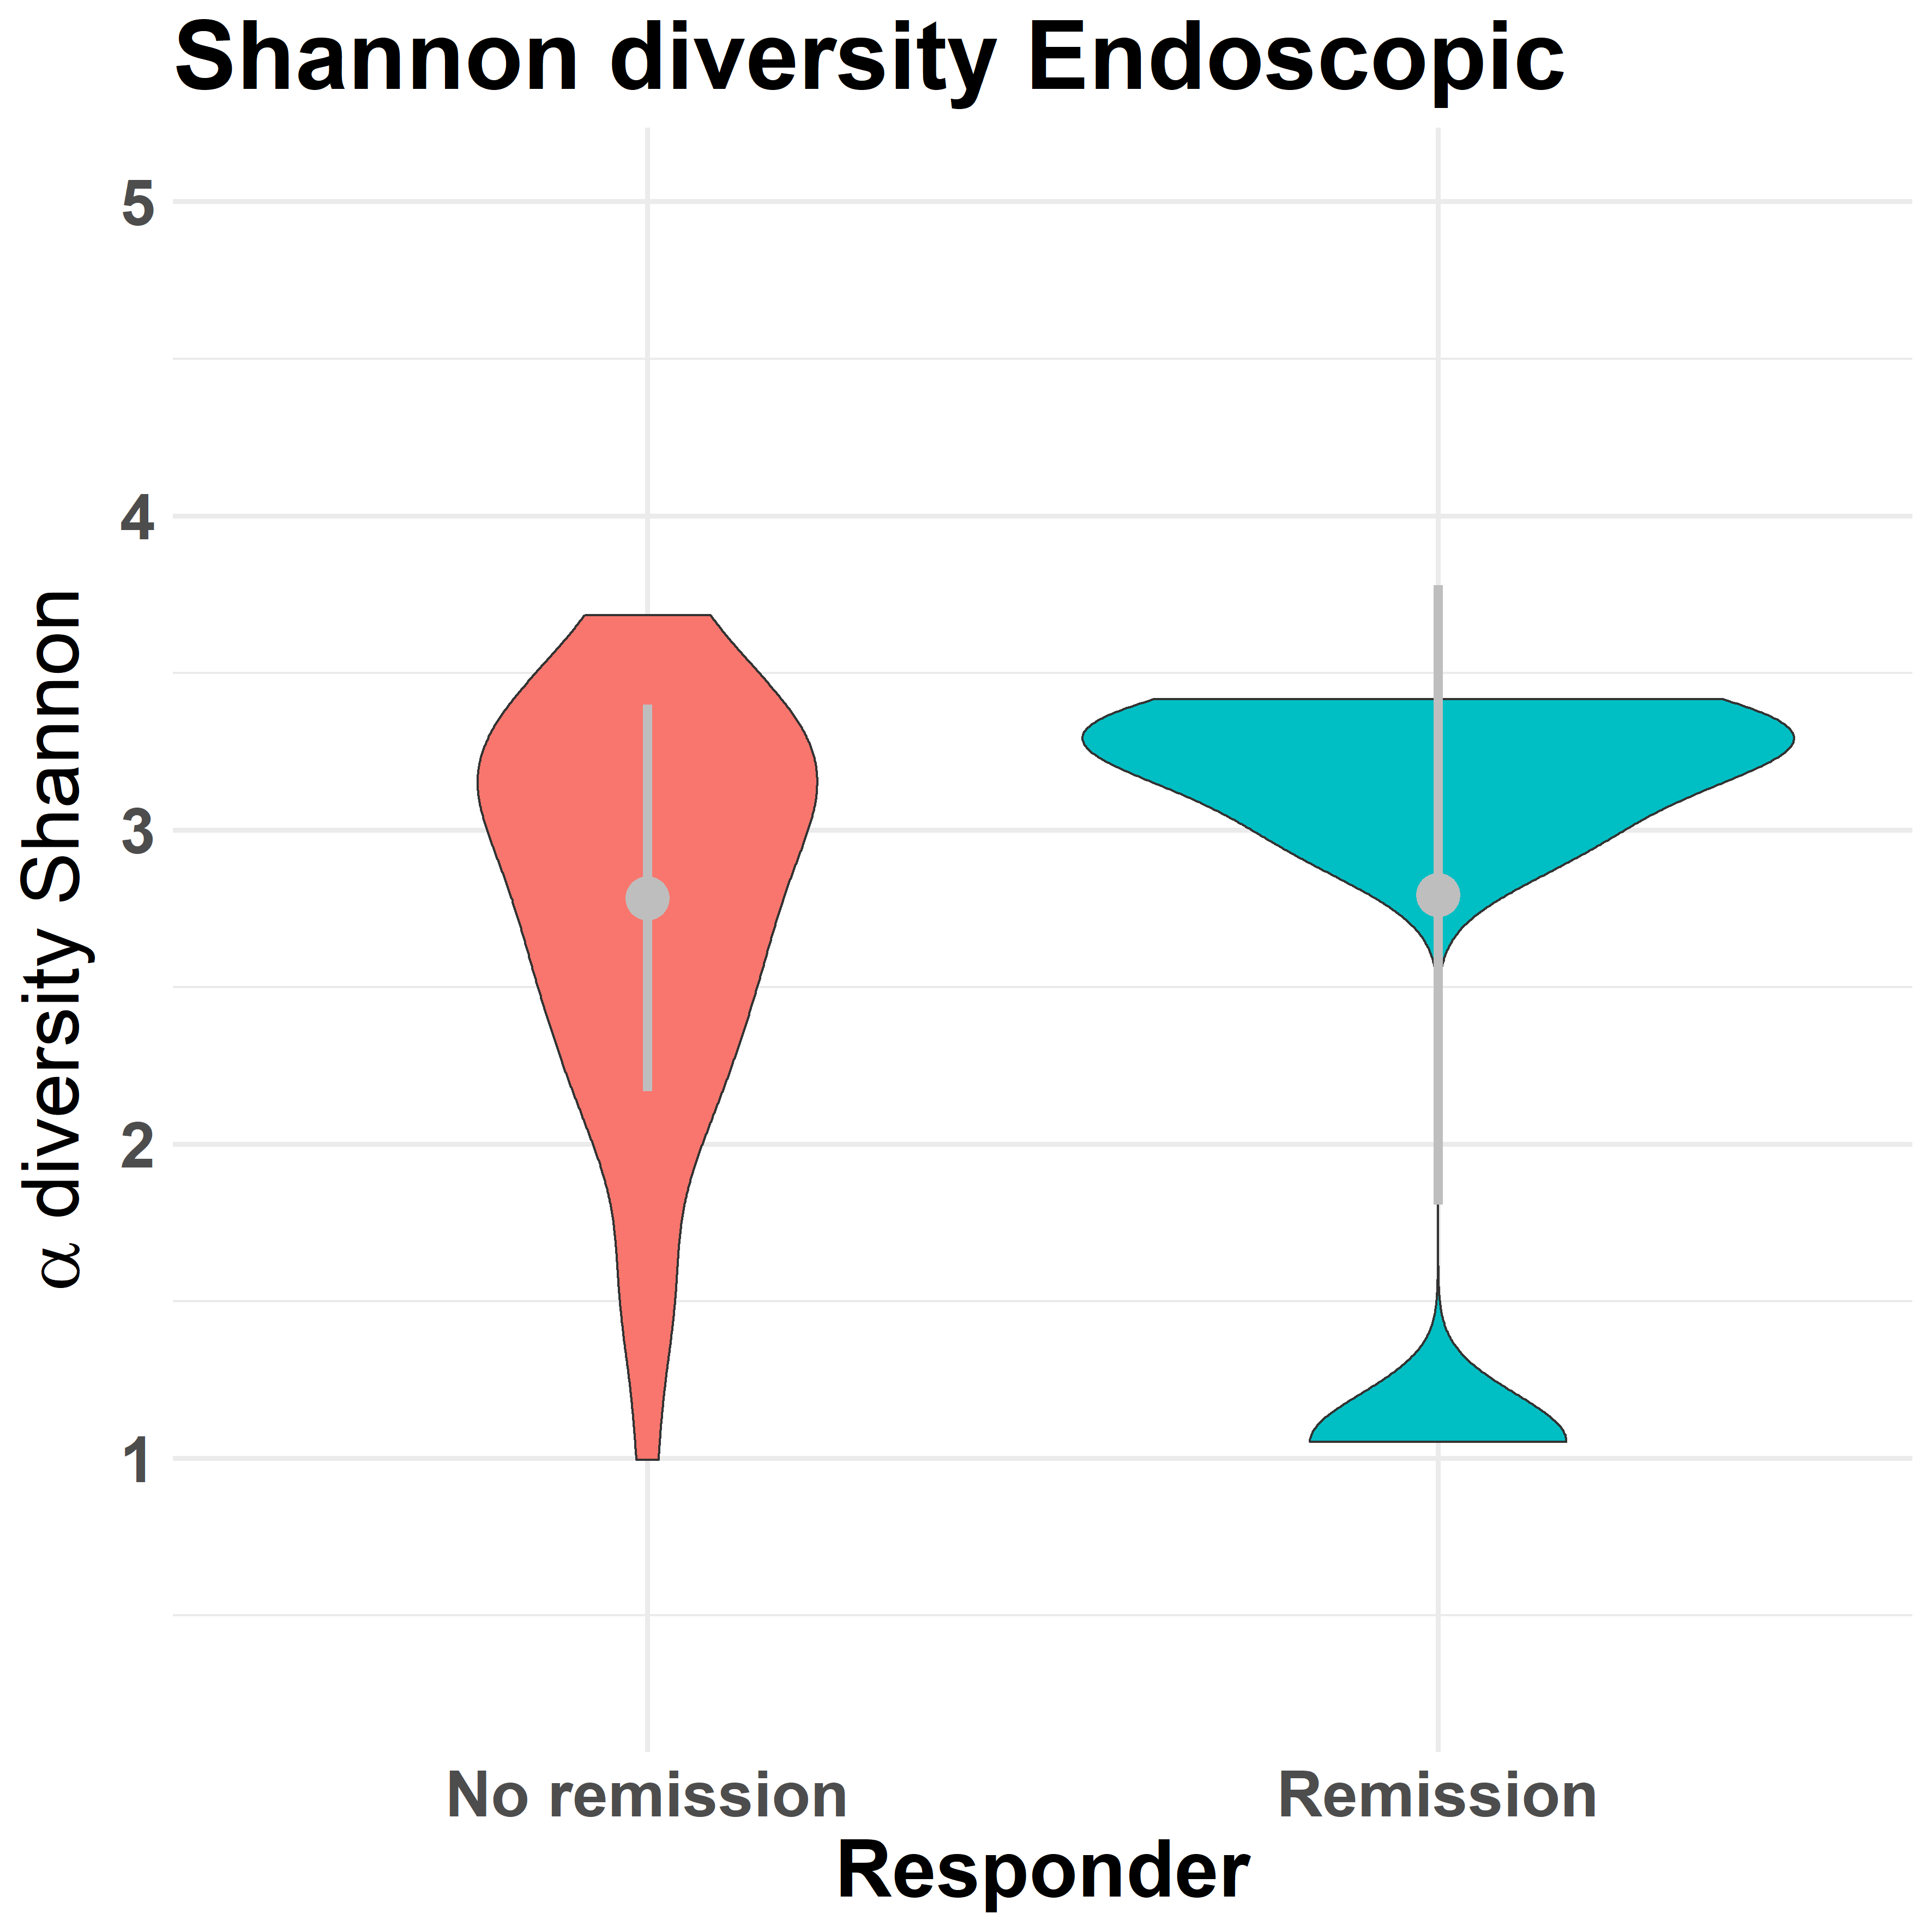 Shannon diversity Endoscopic
α diversity Shannon
5
4
3
2
1
No remission
Remission
Responder